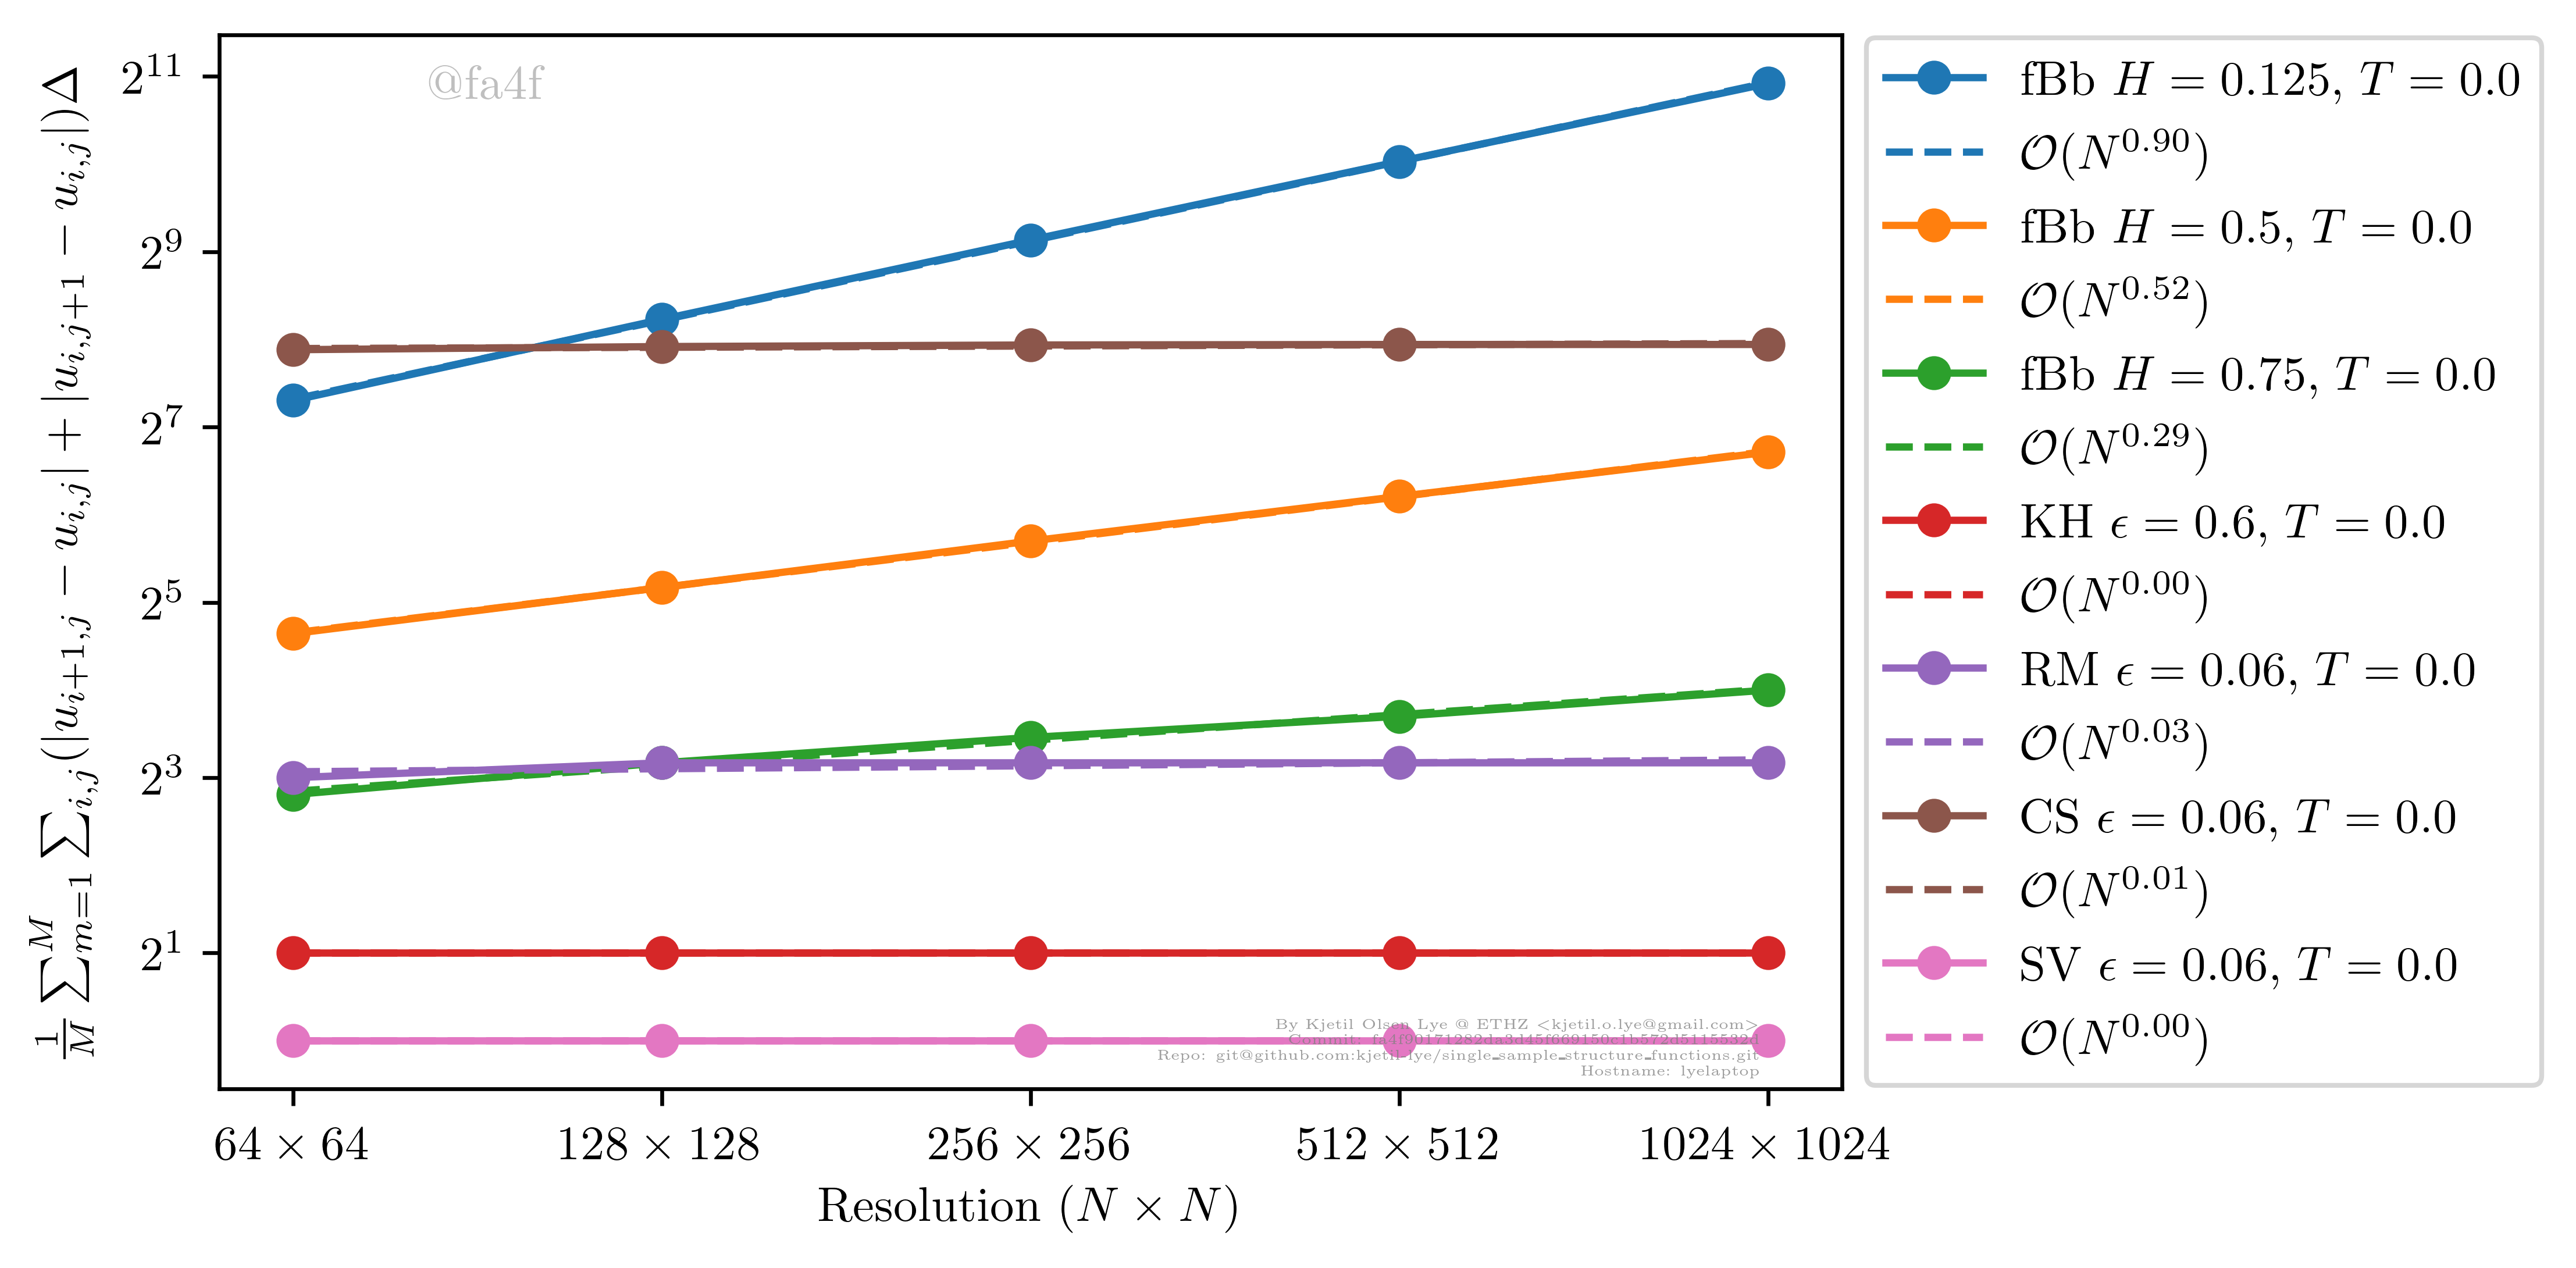 @fa4f
2^11
2^9
2^7
2^5
2^3
2^1
\frac{1}{M} \sum_{m=1}^{M} \sum_{i,j} (|u_{i+1,j} − u_{i,j}| + |u_{i,j+1} − u_{i,j}|)Δ
64 × 64
128 × 128
256 × 256
512 × 512
1024 × 1024
Resolution (N × N)
fBb H = 0.125, T = 0.0
𝒪(N^{0.90})
fBb H = 0.5, T = 0.0
𝒪(N^{0.52})
fBb H = 0.75, T = 0.0
𝒪(N^{0.29})
KH ϵ = 0.6, T = 0.0
𝒪(N^{0.00})
RM ϵ = 0.06, T = 0.0
𝒪(N^{0.03})
CS ϵ = 0.06, T = 0.0
𝒪(N^{0.01})
SV ϵ = 0.06, T = 0.0
𝒪(N^{0.00})
By Kjetil Olsen Lye @ ETHZ <kjetil.o.lye@gmail.com>
Commit:
Repo: git@github.com:kjetil-lye/single_sample_structure_functions.git
Hostname: lyelaptop